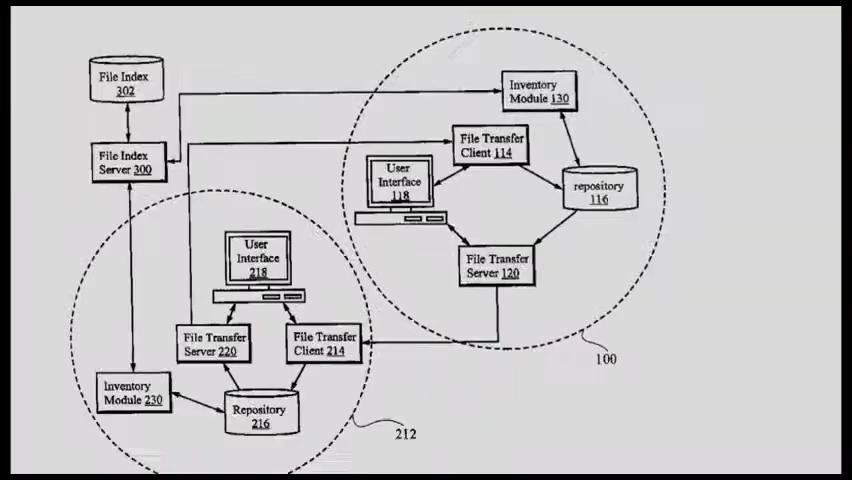 File Index
302
Inventory
Module 130
File Transfer
Client 114
File Index
Server 300
User
Interface
118
repository
116
User
Interface
218
File Transfer
Server 120
File Transfer
Server 220
File Transfer
Client 214
100
Inventory
Module 230
Repository
216
212